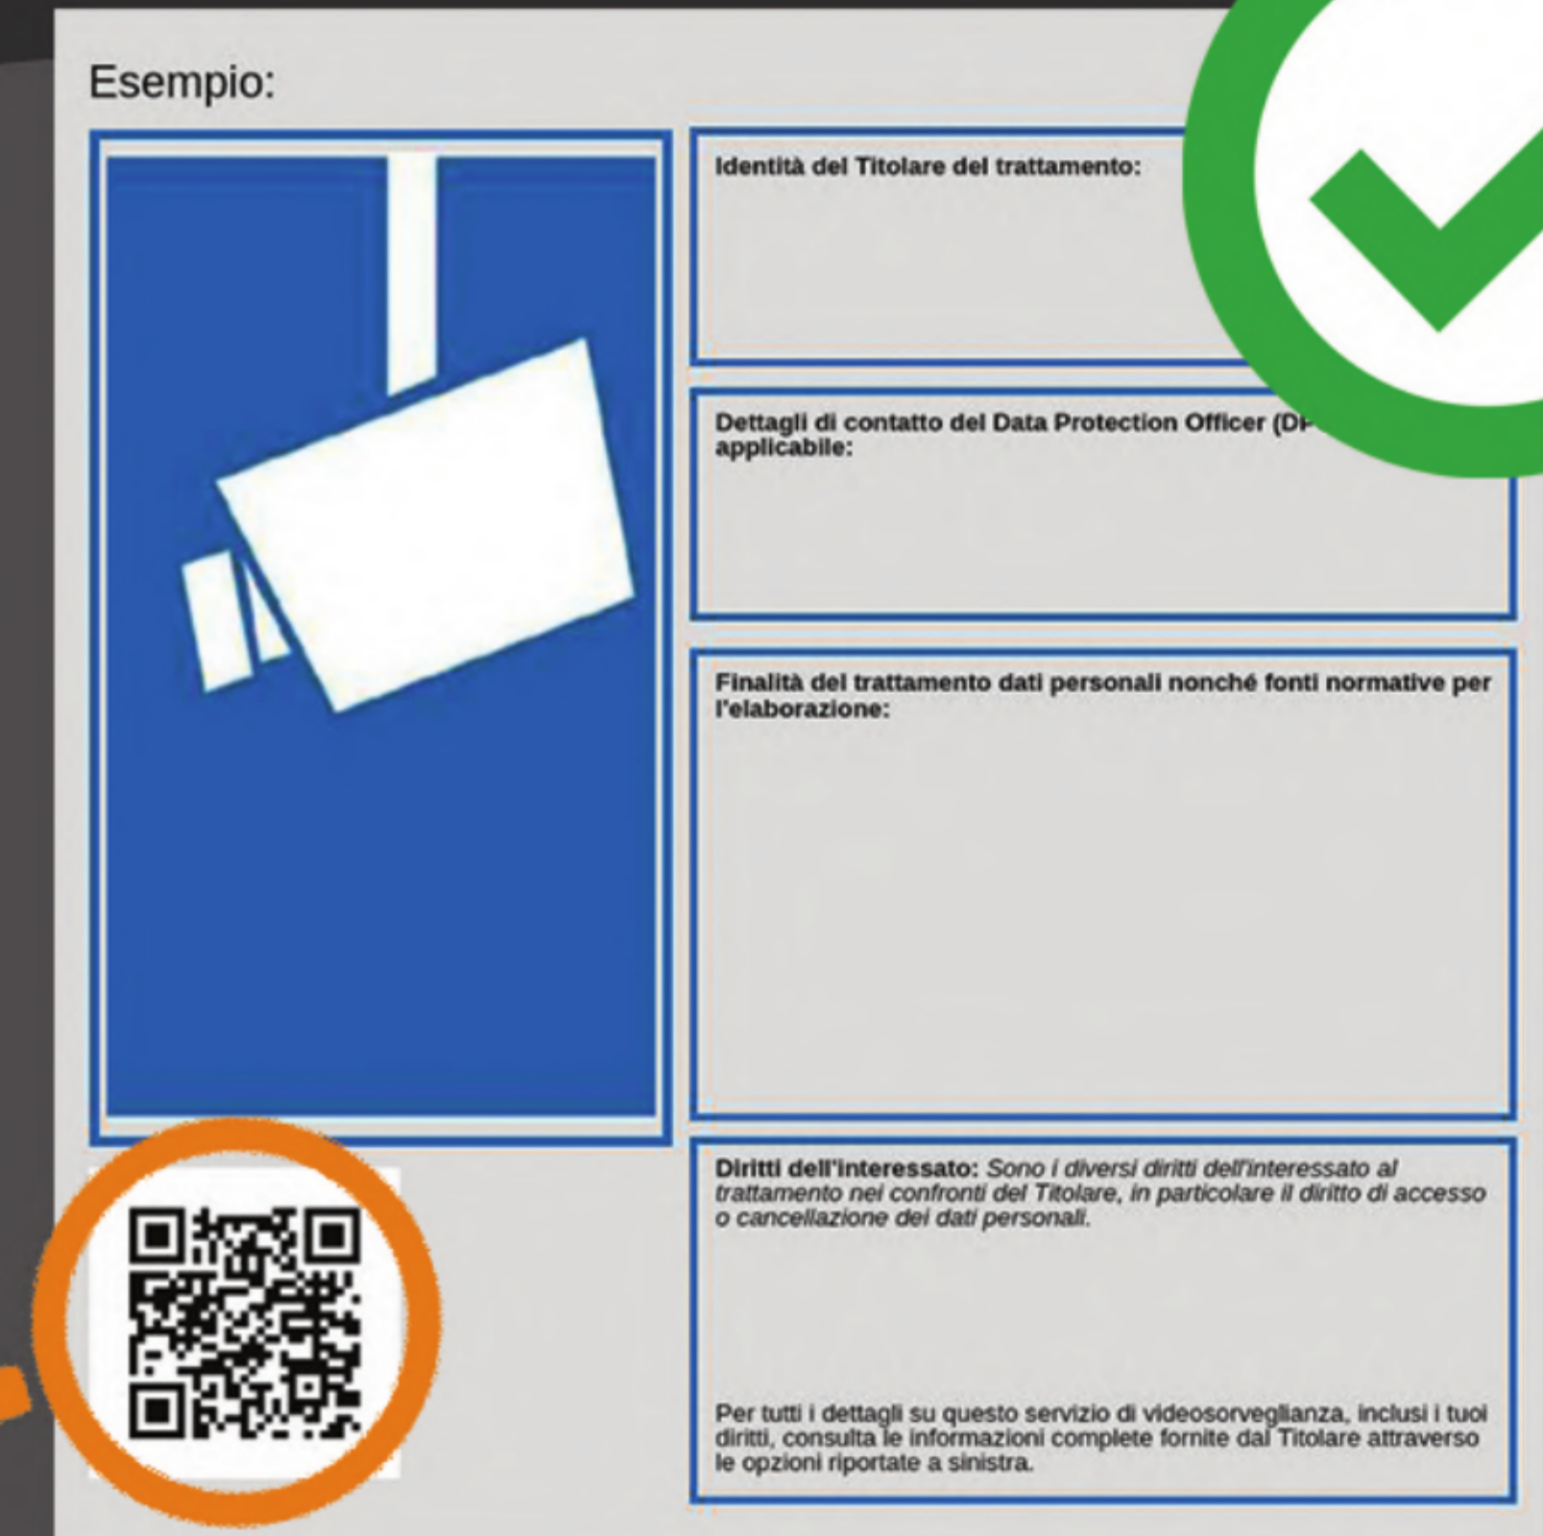 Esempio:
Identità del Titolare del trattamento:
Dettagli di contatto del Data Protection Officer
applicabile:
Finalità del trattamento dati personali nonché fonti normative per
l'elaborazione:
Diritti dell'interessato: Sono i diversi diritti dell'interessato al
trattamento nei confronti del Titolare, in particolare il diritto di accesso
o cancellazione dei dati personali.
Per tutti i dettagli su questo servizio di videosorveglianza, inclusi i tuoi
diritti, consulta le informazioni complete fornite dal Titolare attraverso
le opzioni riportate a sinistra.